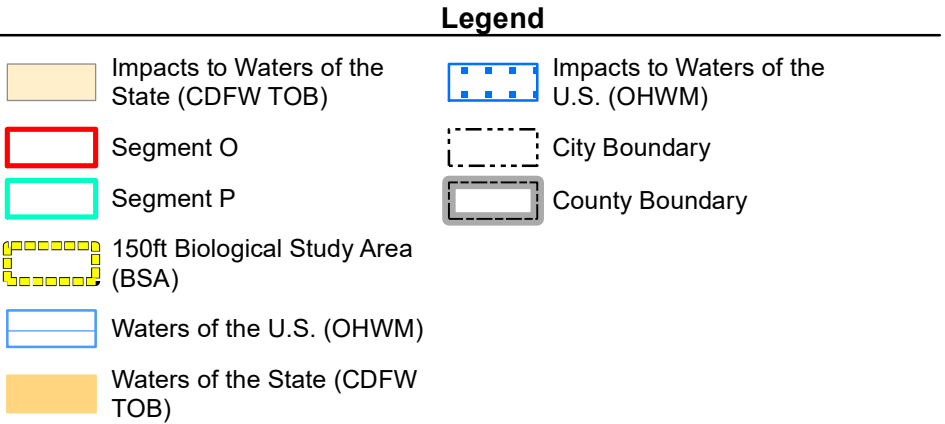 Legend
Impacts to Waters of the
State (CDFW TOB)
Segment O
Segment P
150ft Biological Study Area
(BSA)
Waters of the U.S. (OHWM)
Waters of the State (CDFW
TOB)
Impacts to Waters of the
U.S. (OHWM)
City Boundary
County Boundary